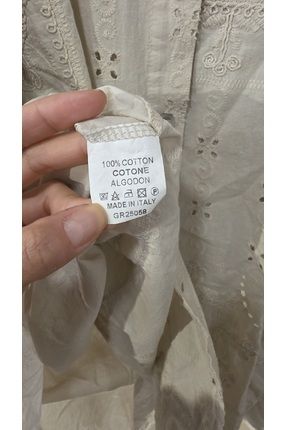 100% COTTON
COTONE
ALGODON
MADE IN ITALY
GR25058